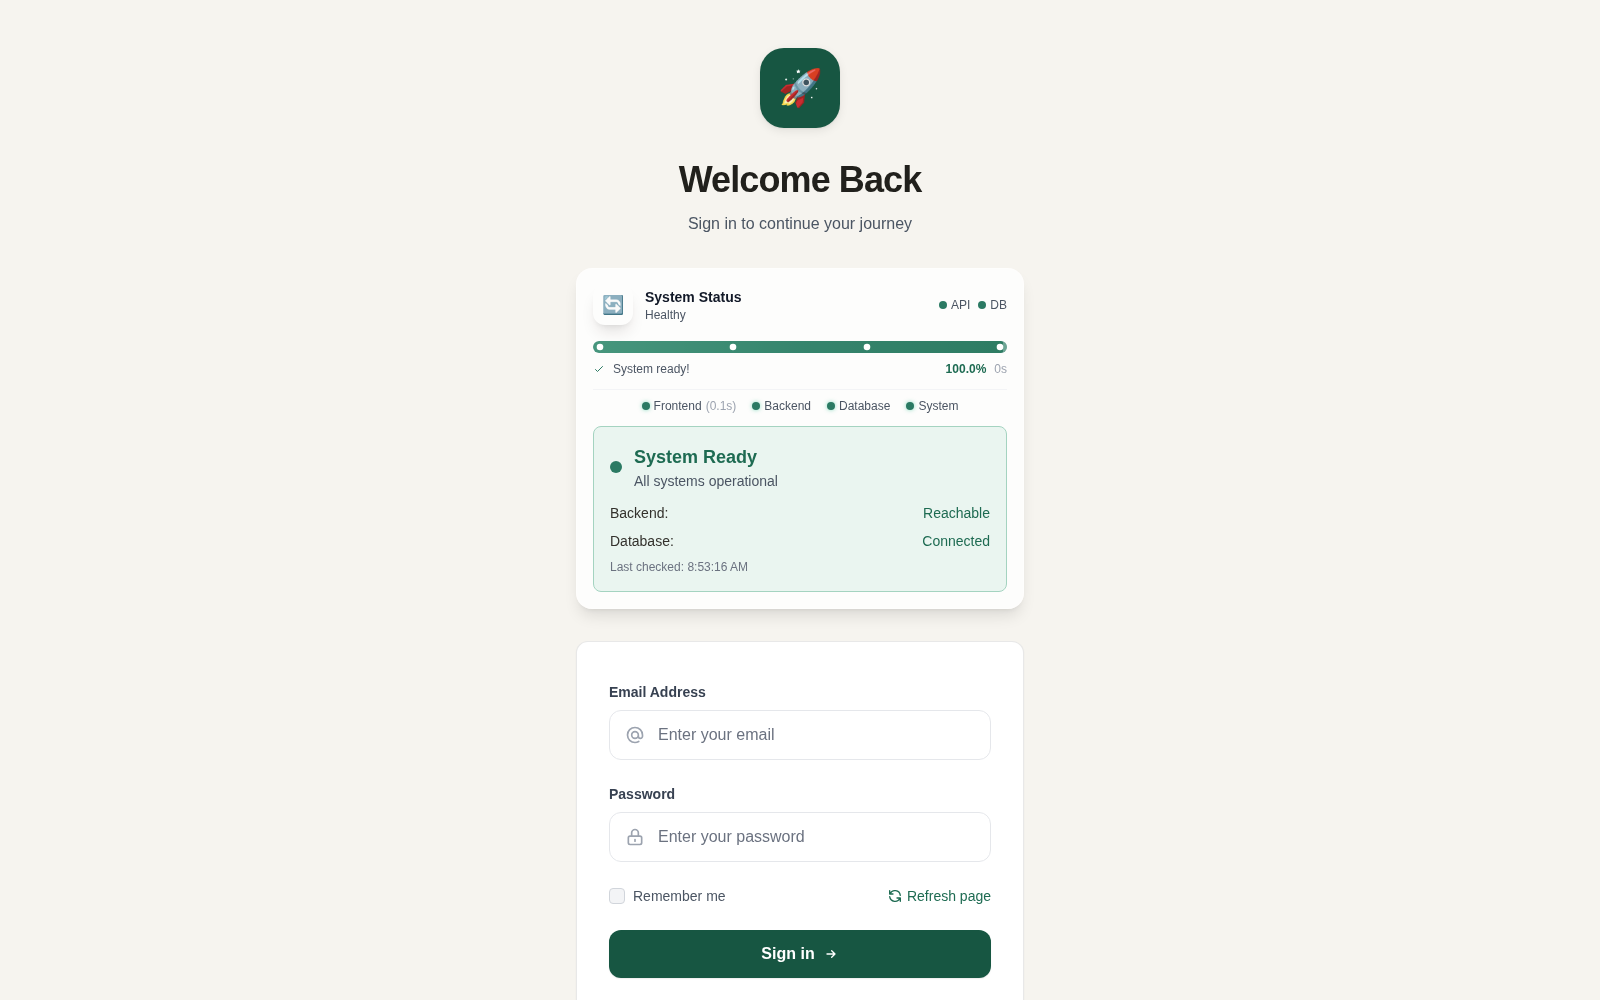 Welcome Back
Sign in to continue your journey
System Status
Healthy
API DB
System ready!
100.0% 0s
Frontend (0.1s) Backend Database System
System Ready
All systems operational
Backend: Reachable
Database: Connected
Last checked: 8:53:16 AM
Email Address
Enter your email
Password
Enter your password
Remember me
Refresh page
Sign in